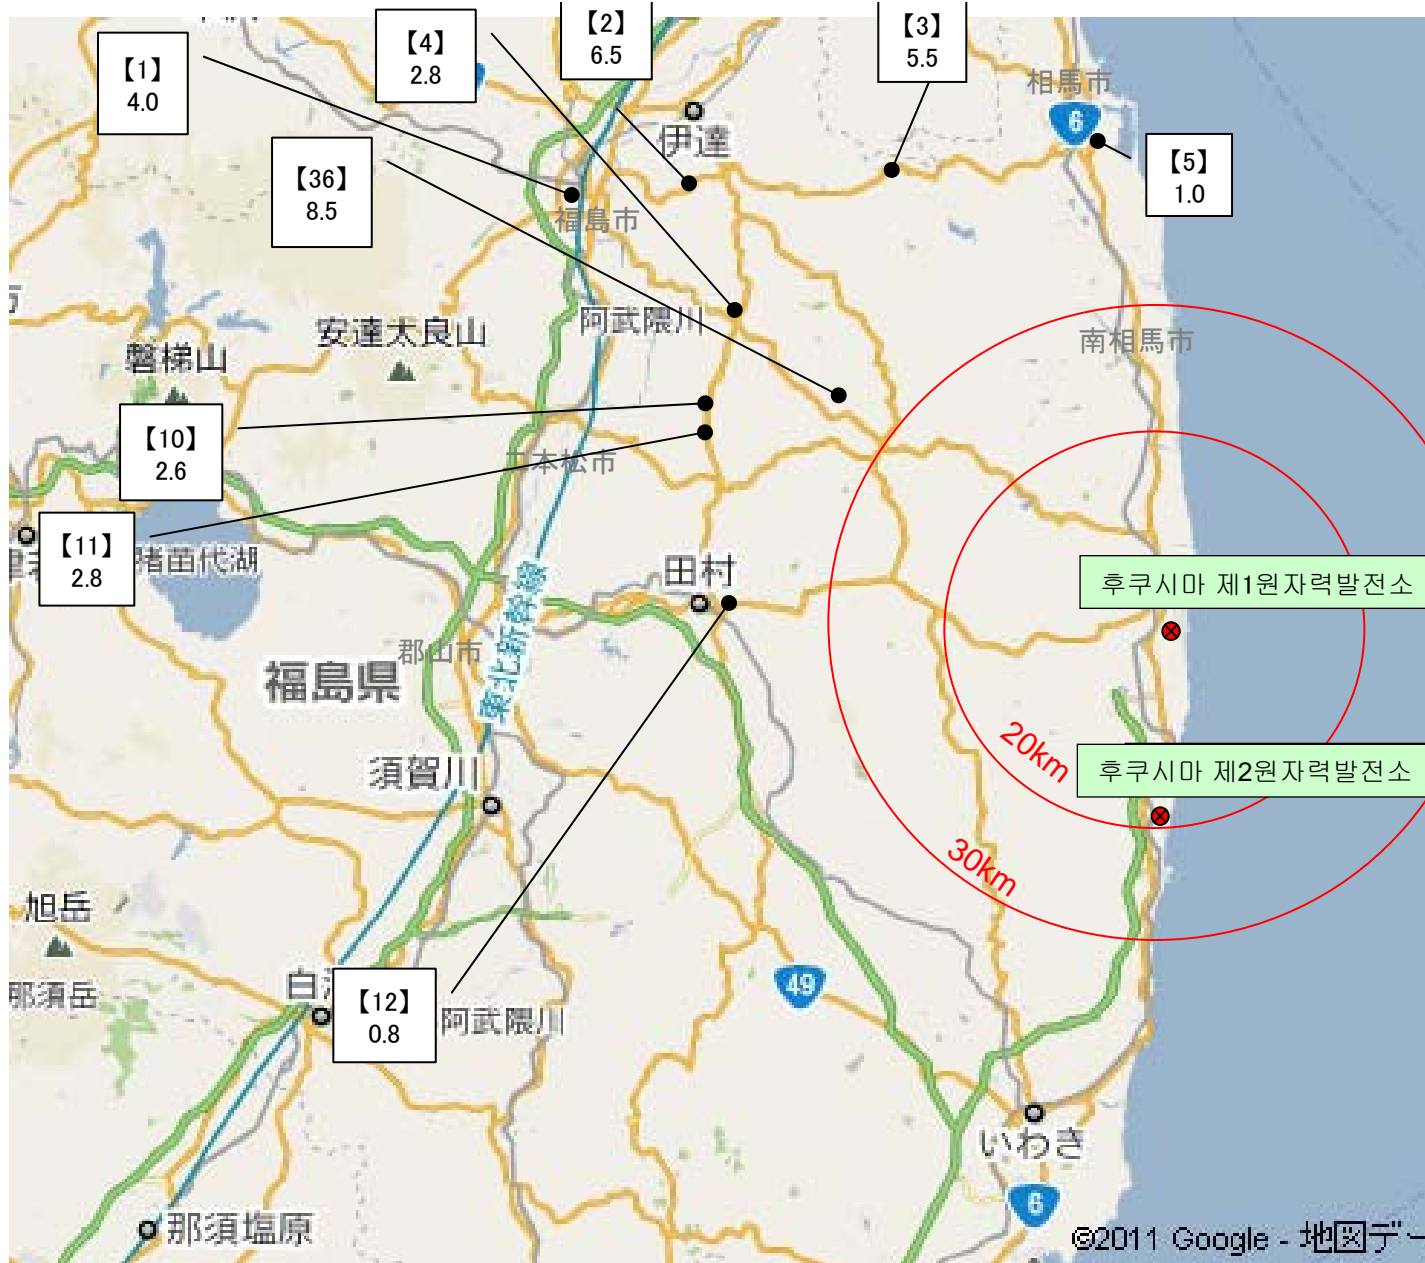 【1】
4.0
【4】
2.8
【2】
6.5
【3】
5.5
相馬市
6
伊達
【5】
1.0
【36】
8.5
福島市
阿武隈川
南相馬市
安達太良山
磐梯山
【10】
2.6
本松市
【11】
2.8
猪苗代湖
田村
후쿠시마 제1원자력발전소
東北新幹線
郡山市
福島県
20km
후쿠시마 제2원자력발전소
須賀川
30km
旭岳
那須岳
49
白
【12】
0.8
阿武隈川
いわき
6
那須塩原
©2011 Google - 地図デー